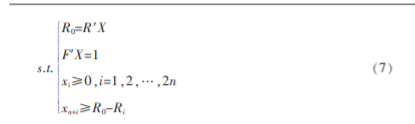 R₀=R′X
F′X=1
s.t.
xᵢ≥0,i=1,2,⋯,2n
(7)
xₙ₊ᵢ≥R₀-Rᵢ